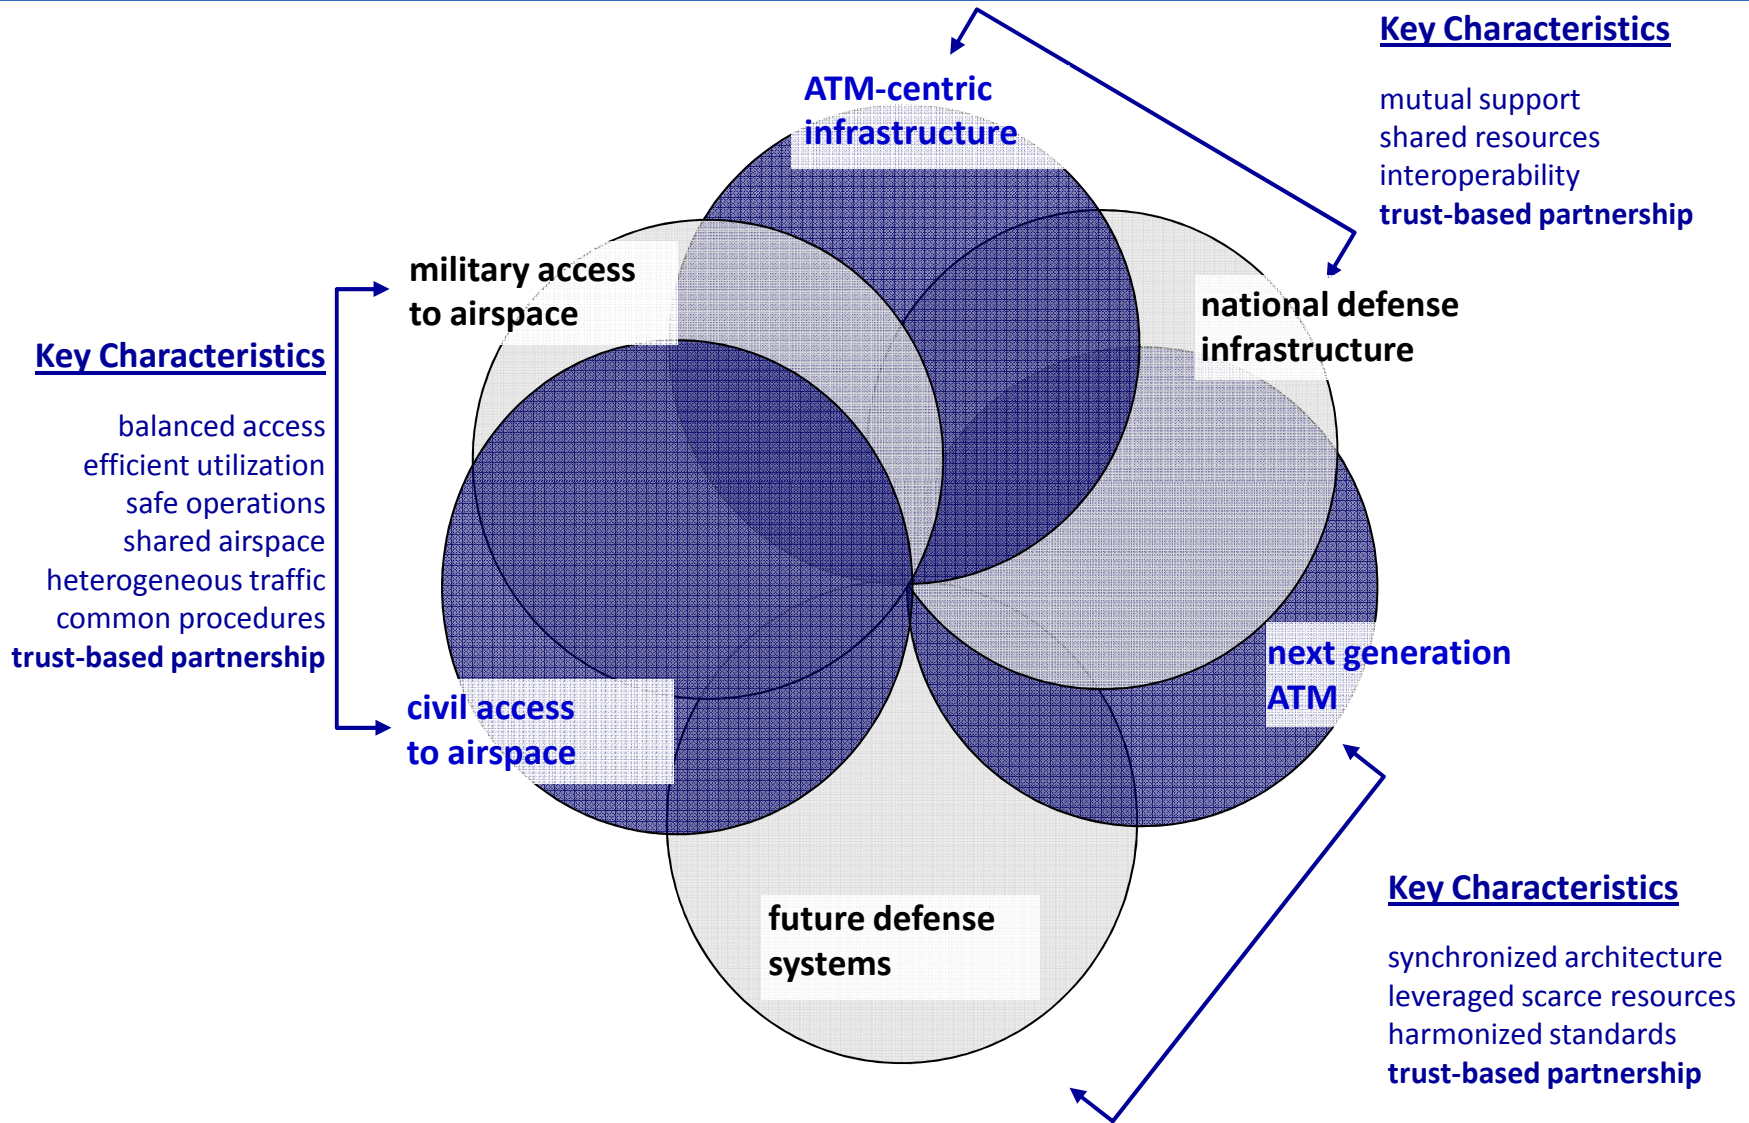 Key Characteristics
mutual support
shared resources
interoperability
trust-based partnership
ATM-centric
infrastructure
military access
to airspace
national defense
infrastructure
Key Characteristics
balanced access
efficient utilization
safe operations
shared airspace
heterogeneous traffic
common procedures
trust-based partnership
civil access
to airspace
next generation
ATM
future defense
systems
Key Characteristics
synchronized architecture
leveraged scarce resources
harmonized standards
trust-based partnership